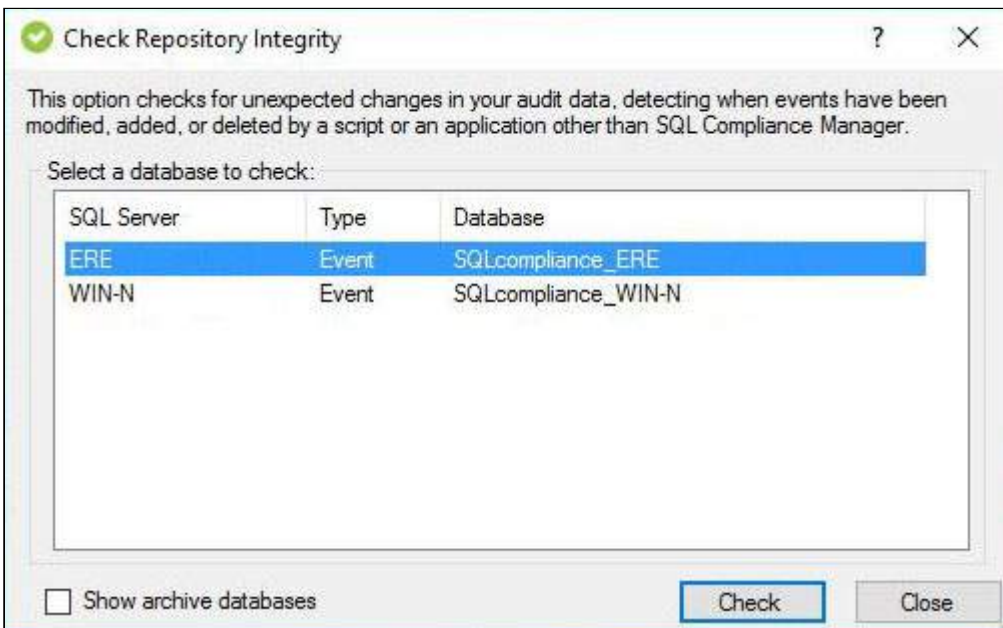 Check Repository Integrity ? ×
This option checks for unexpected changes in your audit data, detecting when events have been
modified, added, or deleted by a script or an application other than SQL Compliance Manager.
Select a database to check:
SQL Server Type Database
ERE Event SQLcompliance_ERE
WIN-N Event SQLcompliance_WIN-N
Show archive databases Check Close